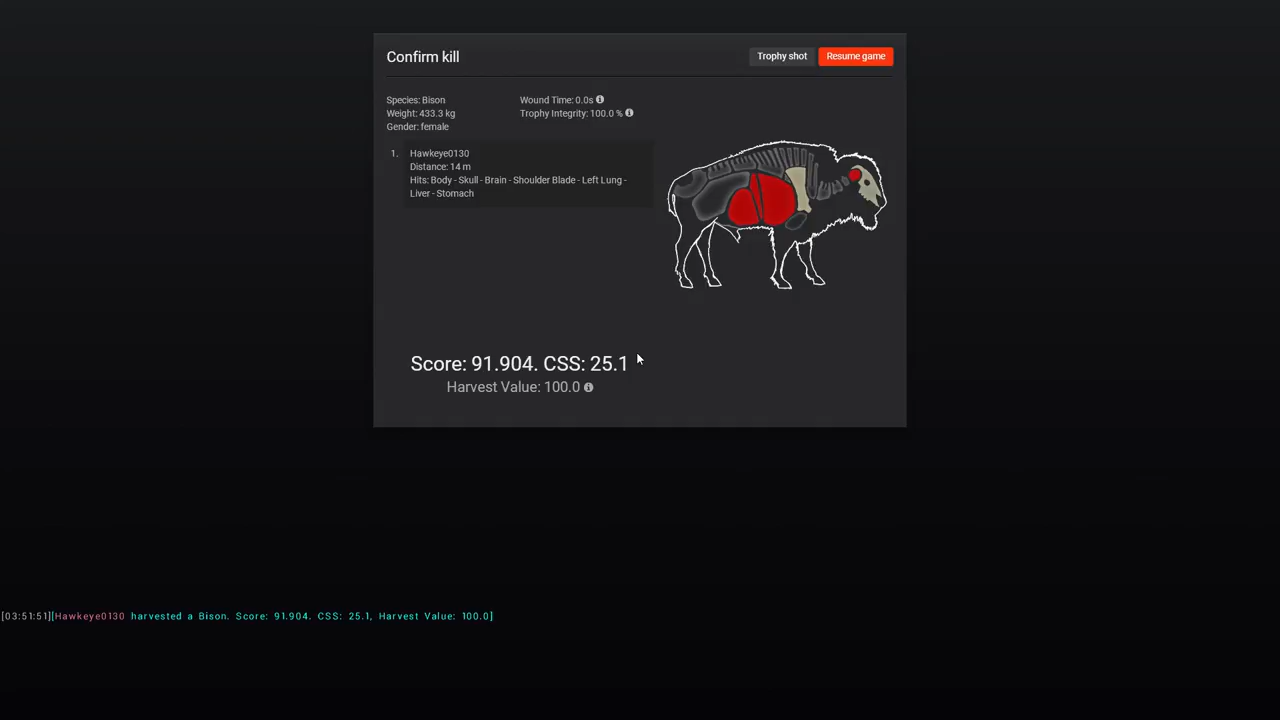 Confirm kill
Trophy shot
Resume game
Species: Bison
Weight: 433.3 kg
Gender: female
Wound Time: 0.0s
Trophy Integrity: 100.0 %
1.
Hawkeye0130
Distance: 14 m
Hits: Body - Skull - Brain - Shoulder Blade - Left Lung -
Liver - Stomach
Score: 91.904. CSS: 25.1
Harvest Value: 100.0
[03:51:51][Hawkeye0130 harvested a Bison. Score: 91.904. CSS: 25.1, Harvest Value: 100.0]